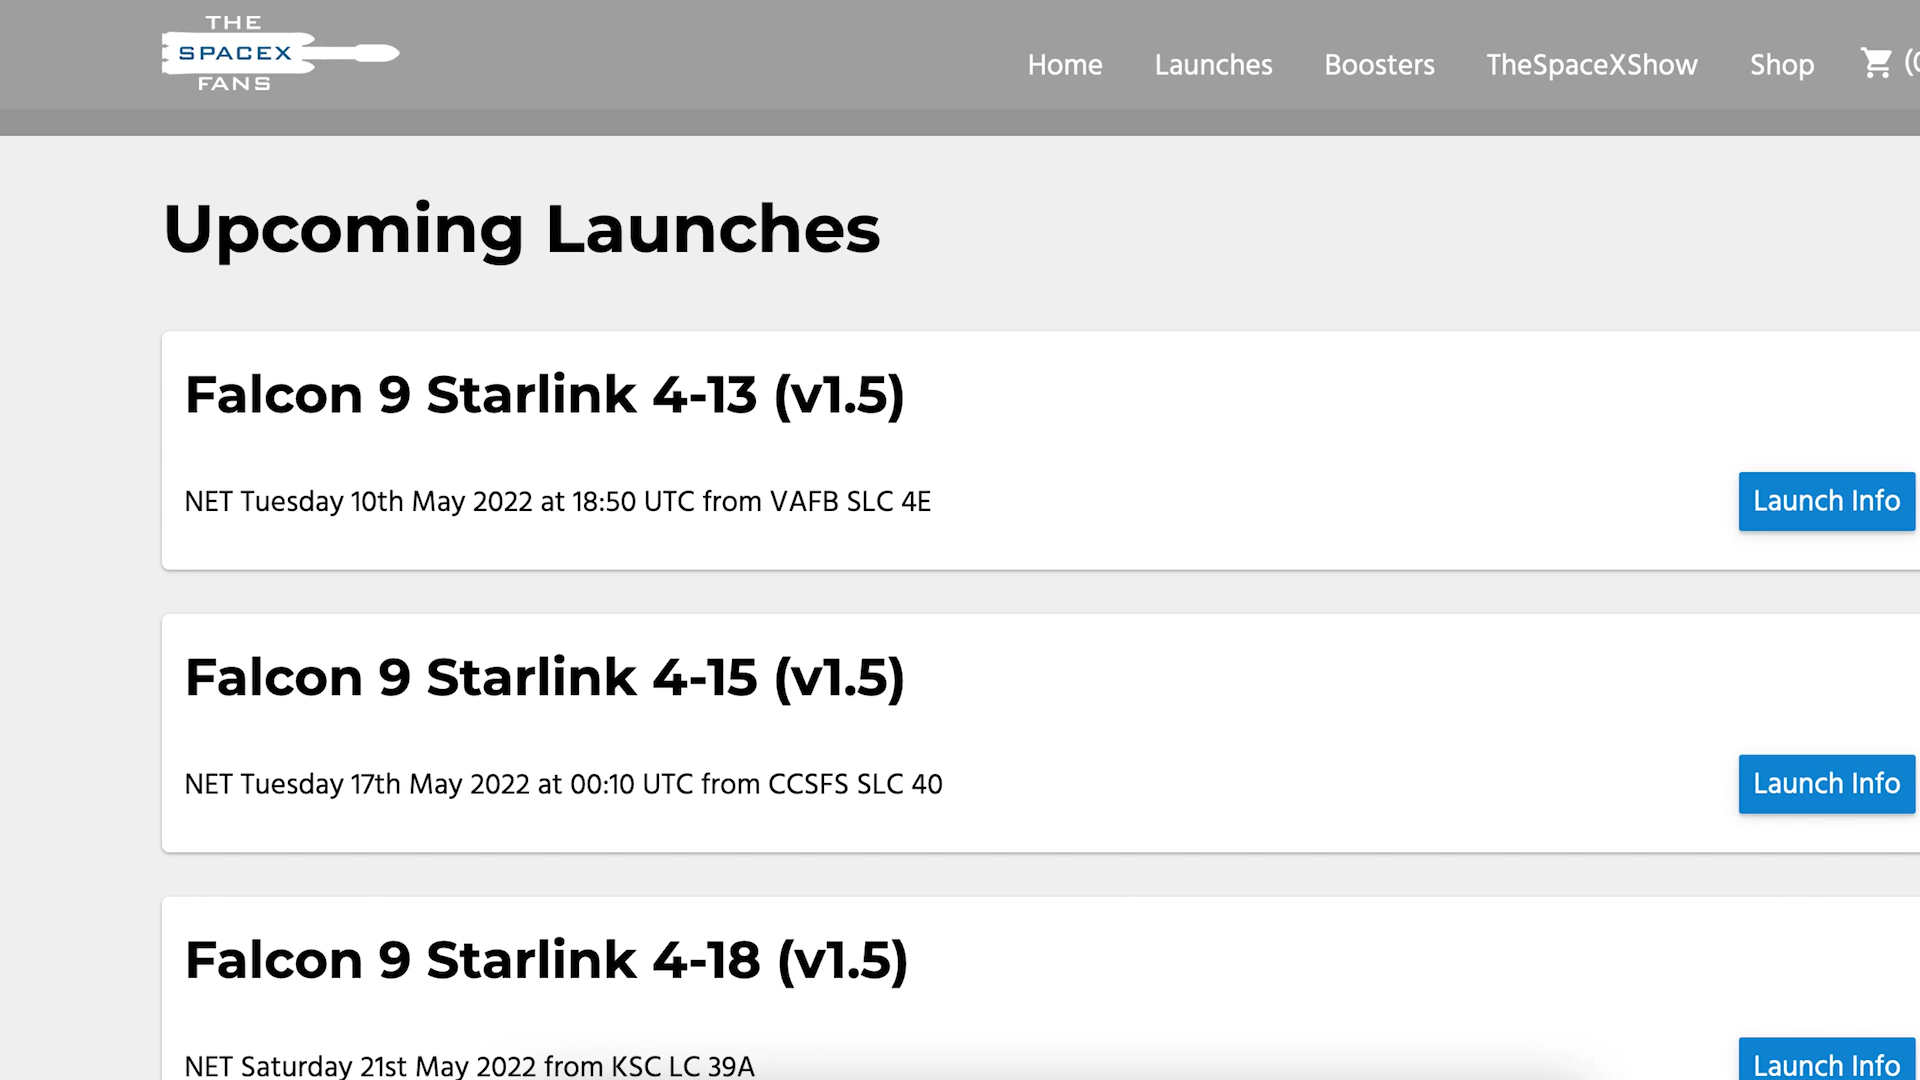 THE
SPACEX
FANS
Home Launches Boosters TheSpaceXShow Shop
Upcoming Launches
Falcon 9 Starlink 4-13 (v1.5)
NET Tuesday 10th May 2022 at 18:50 UTC from VAFB SLC 4E
Launch Info
Falcon 9 Starlink 4-15 (v1.5)
NET Tuesday 17th May 2022 at 00:10 UTC from CCSFS SLC 40
Launch Info
Falcon 9 Starlink 4-18 (v1.5)
NET Saturday 21st May 2022 from KSC LC 39A
Launch Info